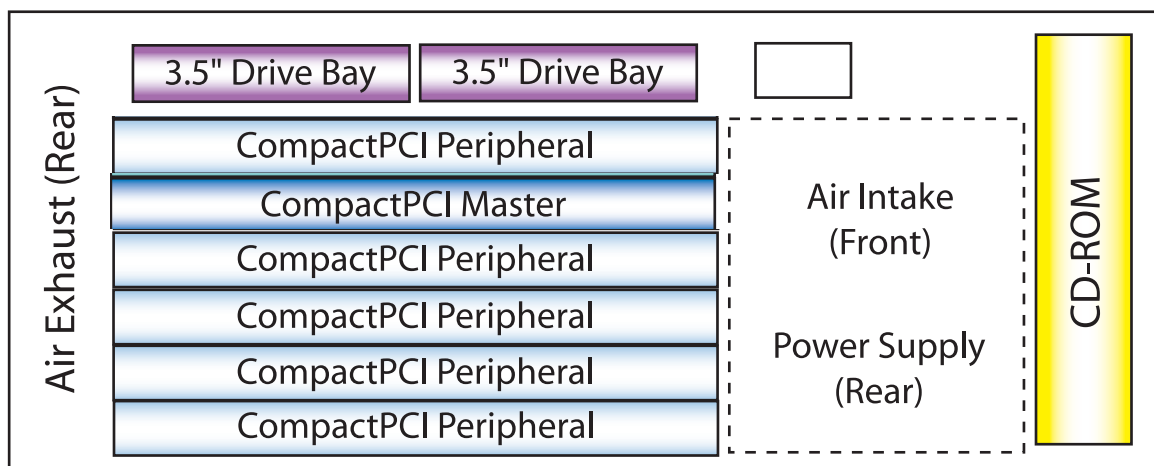 Air Exhaust (Rear)
3.5" Drive Bay
3.5" Drive Bay
CompactPCI Peripheral
CompactPCI Master
CompactPCI Peripheral
CompactPCI Peripheral
CompactPCI Peripheral
CompactPCI Peripheral
Air Intake
(Front)
Power Supply
(Rear)
CD-ROM